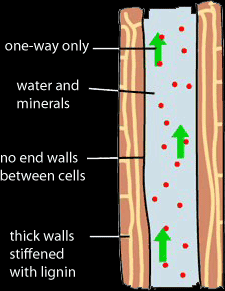 one-way only
water and
minerals
no end walls
between cells
thick walls
stiffened
with lignin